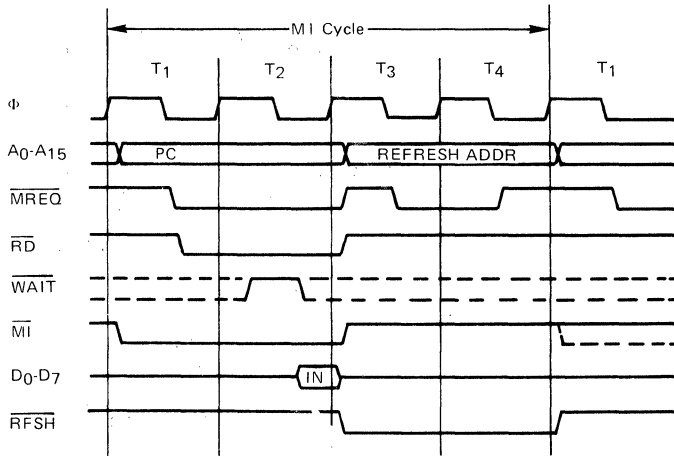 M1 Cycle
T1 T2 T3 T4 T1
Φ
A0-A15 PC REFRESH ADDR
MREQ
RD
WAIT
M1
D0-D7 IN
RFSH